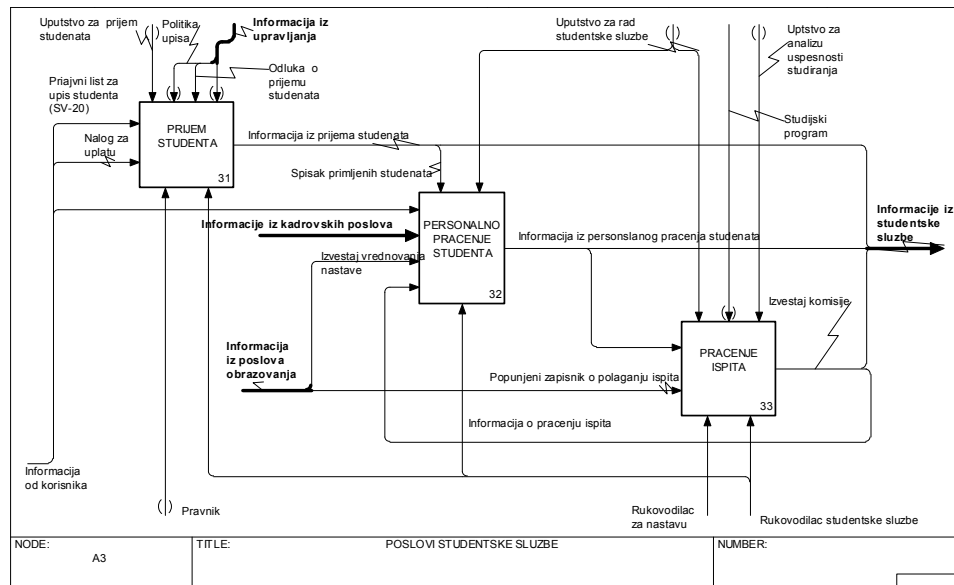 Uputstvo za prijem
studenata
Politika
upisa
Informacija iz
upravljanja
Odluka o
prijemu
studenata
Priajvni list za
upis studenta
(SV-20)
Nalog za
uplatu
PRIJEM
STUDENTA
31
Informacija iz prijema studenata
Spisak primljenih studenata
Uputstvo za rad
studentske sluzbe
Uptstvo za
analizu
uspesnosti
studiranja
Studijski
program
Informacije iz kadrovskih poslova
Izvestaj vrednovanja
nastave
PERSONALNO
PRACENJE
STUDENTA
32
Informacija iz personslanog pracenja studenata
Informacije iz
studentske
sluzbe
Izvestaj komisije
Informacija
iz poslova
obrazovanja
Popunjeni zapisnik o polaganju ispita
PRACENJE
ISPITA
33
Informacija o pracenju ispita
Informacija
od korisnika
Pravnik
Rukovodilac
za nastavu
Rukovodilac studentske sluzbe
NODE:
A3
TITLE:
POSLOVI STUDENTSKE SLUZBE
NUMBER: